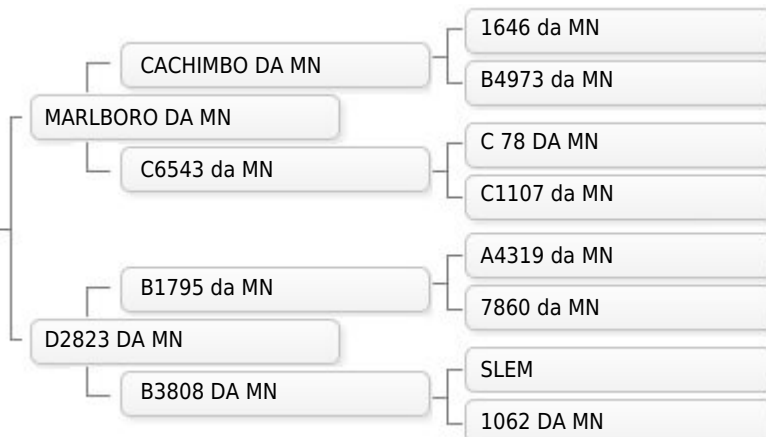 1646 da MN
CACHIMBO DA MN
B4973 da MN
MARLBORO DA MN
C 78 DA MN
C6543 da MN
C1107 da MN
A4319 da MN
B1795 da MN
7860 da MN
D2823 DA MN
SLEM
B3808 DA MN
1062 DA MN